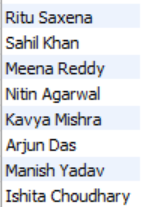 Ritu Saxena
Sahil Khan
Meena Reddy
Nitin Agarwal
Kavya Mishra
Arjun Das
Manish Yadav
Ishita Choudhary